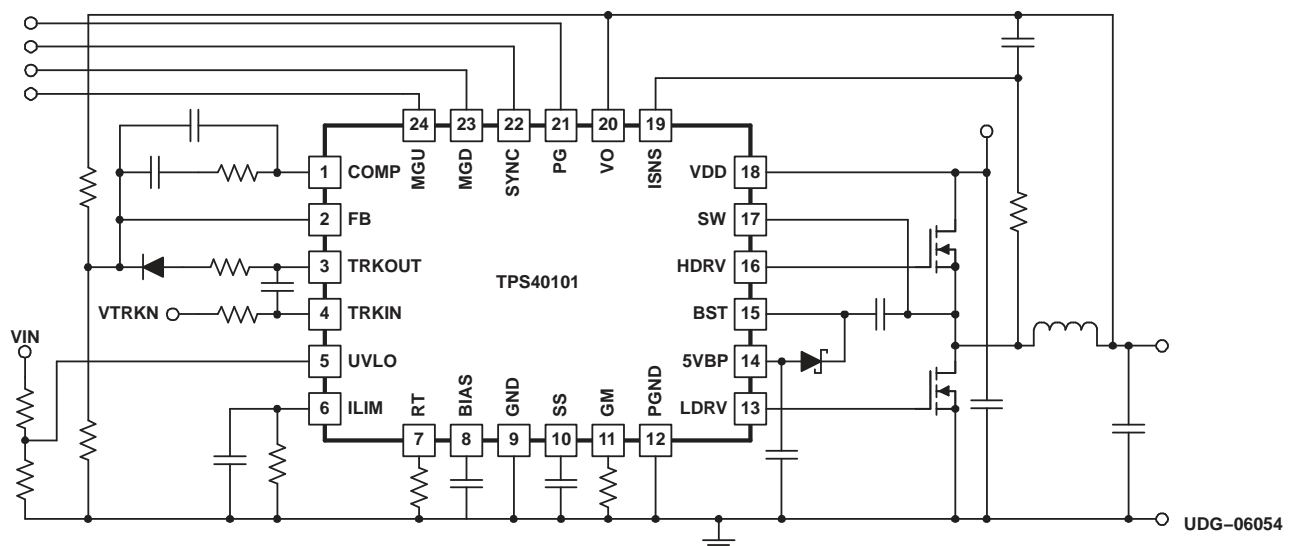 24
23
22
21
20
19
MGU
MGD
SYNC
PG
VO
ISNS
1
COMP
VDD
18
2
FB
SW
17
3
TRKOUT
HDRV
16
TPS40101
VTRKN
4
TRKIN
BST
15
VIN
5
UVLO
5VBP
14
6
ILIM
LDRV
13
RT
BIAS
GND
SS
GM
PGND
7
8
9
10
11
12
UDG–06054